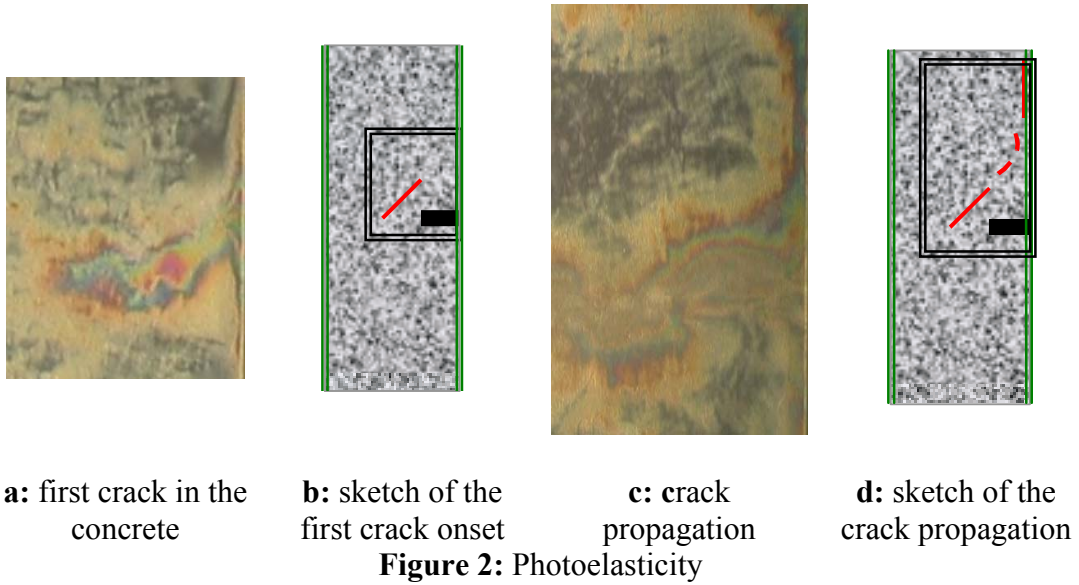 a: first crack in the
concrete
b: sketch of the
first crack onset
c: crack
propagation
d: sketch of the
crack propagation
Figure 2: Photoelasticity